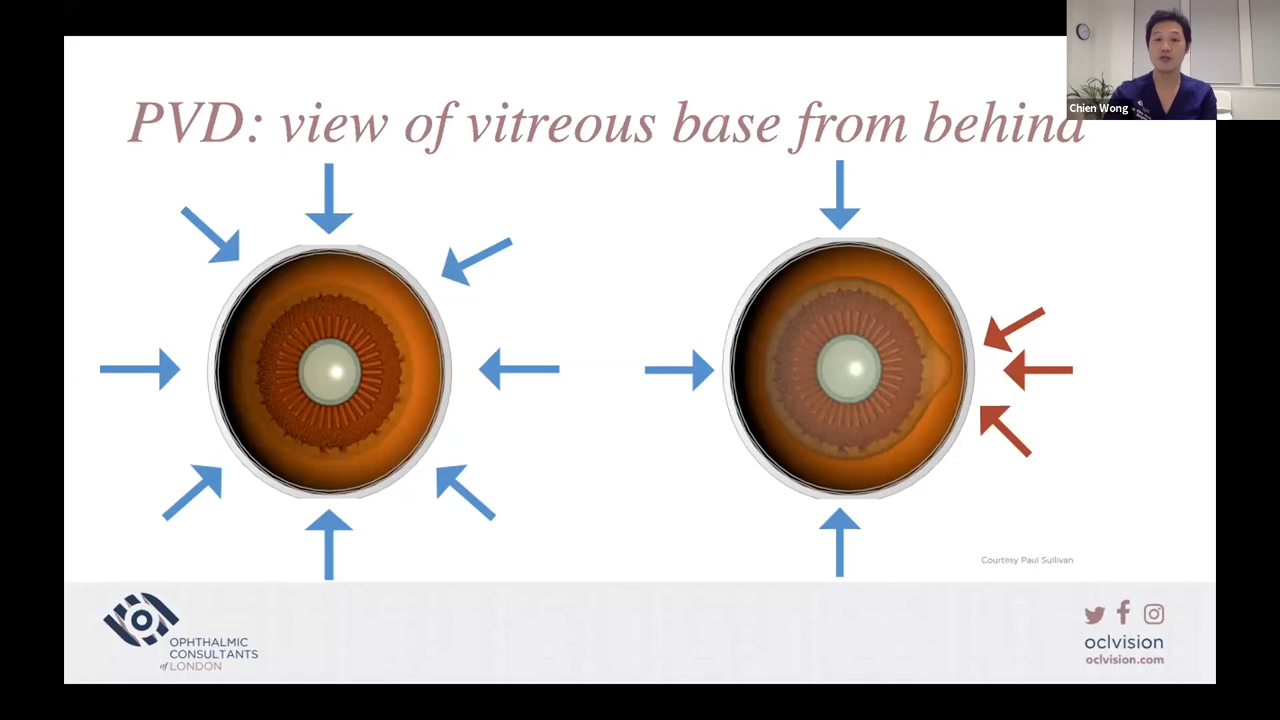 PVD: view of vitreous base from behind
Chien Wong
Courtesy Paul Sullivan
OPHTHALMIC
CONSULTANTS
of LONDON
oclvision
oclvision.com